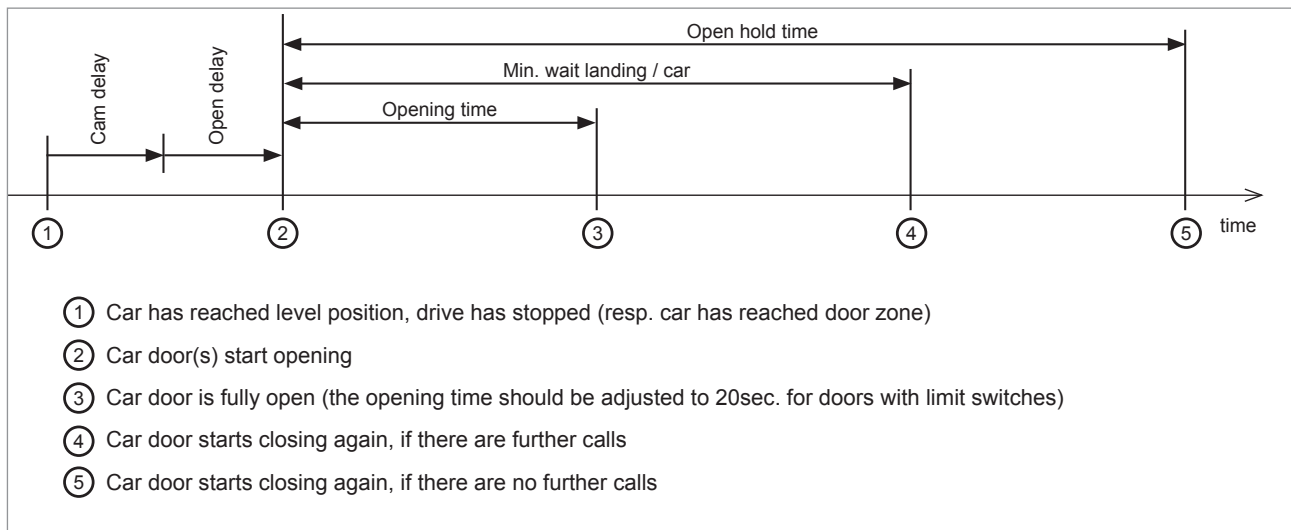 Open hold time
Min. wait landing / car
Opening time
Cam delay
Open delay
1
2
3
4
5
time
1 Car has reached level position, drive has stopped (resp. car has reached door zone)
2 Car door(s) start opening
3 Car door is fully open (the opening time should be adjusted to 20sec. for doors with limit switches)
4 Car door starts closing again, if there are further calls
5 Car door starts closing again, if there are no further calls